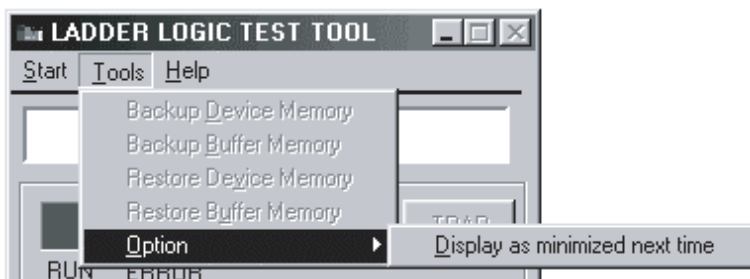 LADDER LOGIC TEST TOOL
Start Tools Help
Backup Device Memory
Backup Buffer Memory
Restore Device Memory
Restore Buffer Memory
Option
Display as minimized next time
RUN ERROR